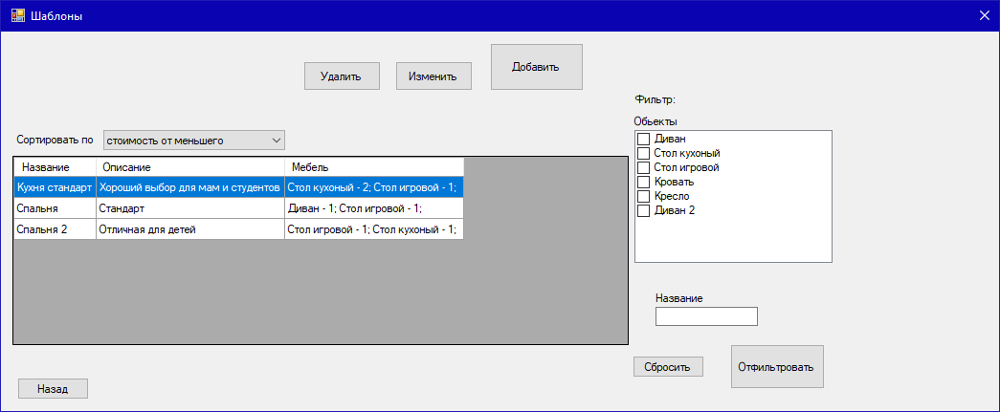 Шаблоны
Удалить
Изменить
Добавить
Фильтр:
Обьекты
Диван
Стол кухоный
Стол игровой
Кровать
Кресло
Диван 2
Сортировать по
стоимость от меньшего
Название Описание Мебель
Кухня стандарт Хороший выбор для мам и студентов Стол кухоный - 2; Стол игровой - 1;
Спальня Стандарт Диван - 1; Стол игровой - 1;
Спальня 2 Отличная для детей Стол игровой - 1; Стол кухоный - 1;
Название
Сбросить
Отфильтровать
Назад